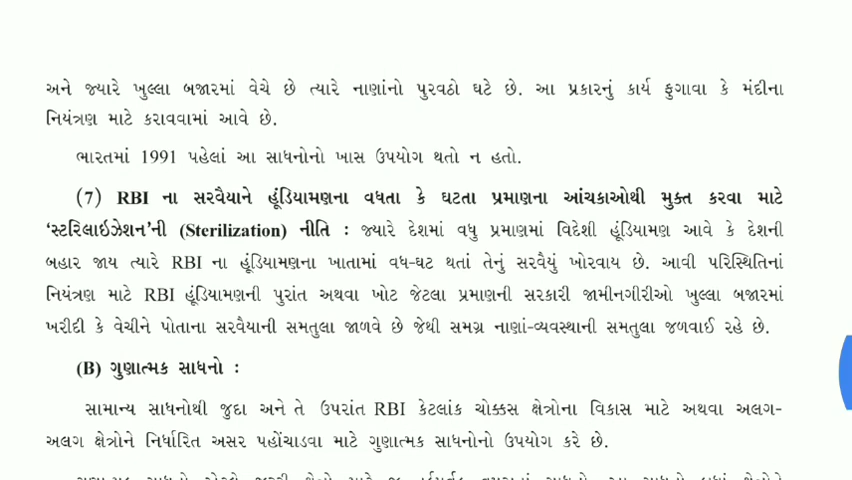 અને જ્યારે ખુલ્લા બજારમાં વેચે છે ત્યારે નાણાંનો પુરવઠો ઘટે છે. આ પ્રકારનું કાર્ય ફુગાવા કે મંદીના
નિયંત્રણ માટે કરાવવામાં આવે છે.
ભારતમાં 1991 પહેલાં આ સાધનોનો ખાસ ઉપયોગ થતો ન હતો.
(7) RBI ના સરવૈયાને હૂંડિયામણના વધતા કે ઘટતા પ્રમાણના આંચકાઓથી મુક્ત કરવા માટે
‘સ્ટરિલાઇઝેશન’ની (Sterilization) નીતિ : જ્યારે દેશમાં વધુ પ્રમાણમાં વિદેશી હૂંડિયામણ આવે કે દેશની
બહાર જાય ત્યારે RBI ના હૂંડિયામણના ખાતામાં વધ-ઘટ થતાં તેનું સરવૈયું ખોરવાય છે. આવી પરિસ્થિતિનાં
નિયંત્રણ માટે RBI હૂંડિયામણની પુરાંત અથવા ખોટ જેટલા પ્રમાણની સરકારી જામીનગીરીઓ ખુલ્લા બજારમાં
ખરીદી કે વેચીને પોતાના સરવૈયાની સમતુલા જાળવે છે જેથી સમગ્ર નાણાં-વ્યવસ્થાની સમતુલા જળવાઈ રહે છે.
(B) ગુણાત્મક સાધનો :
સામાન્ય સાધનોથી જુદા અને તે ઉપરાંત RBI કેટલાંક ચોક્કસ ક્ષેત્રોના વિકાસ માટે અથવા અલગ-
અલગ ક્ષેત્રોને નિર્ધારિત અસર પહોંચાડવા માટે ગુણાત્મક સાધનોનો ઉપયોગ કરે છે.